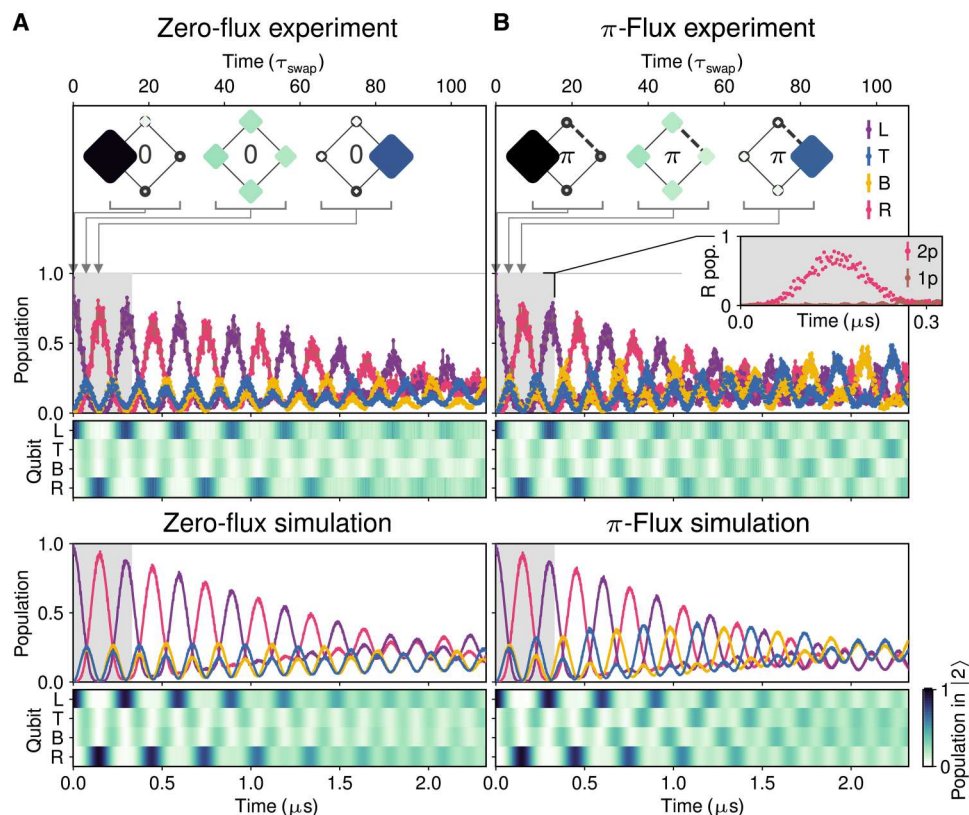 A
Zero-flux experiment
Time (τswap)
0 20 40 60 80 100
0 0 0
1.0
0.5
0.0
Population
L
T
B
R
Qubit
B
π-Flux experiment
Time (τswap)
0 20 40 60 80 100
π π π
L
T
B
R
1
0
R pop.
2p
1p
0.0 0.3
Time (μs)
Zero-flux simulation
1.0
0.5
0.0
Population
L
T
B
R
Qubit
0.0 0.5 1.0 1.5 2.0
Time (μs)
π-Flux simulation
0.0 0.5 1.0 1.5 2.0
Time (μs)
1
0
Population in |2⟩